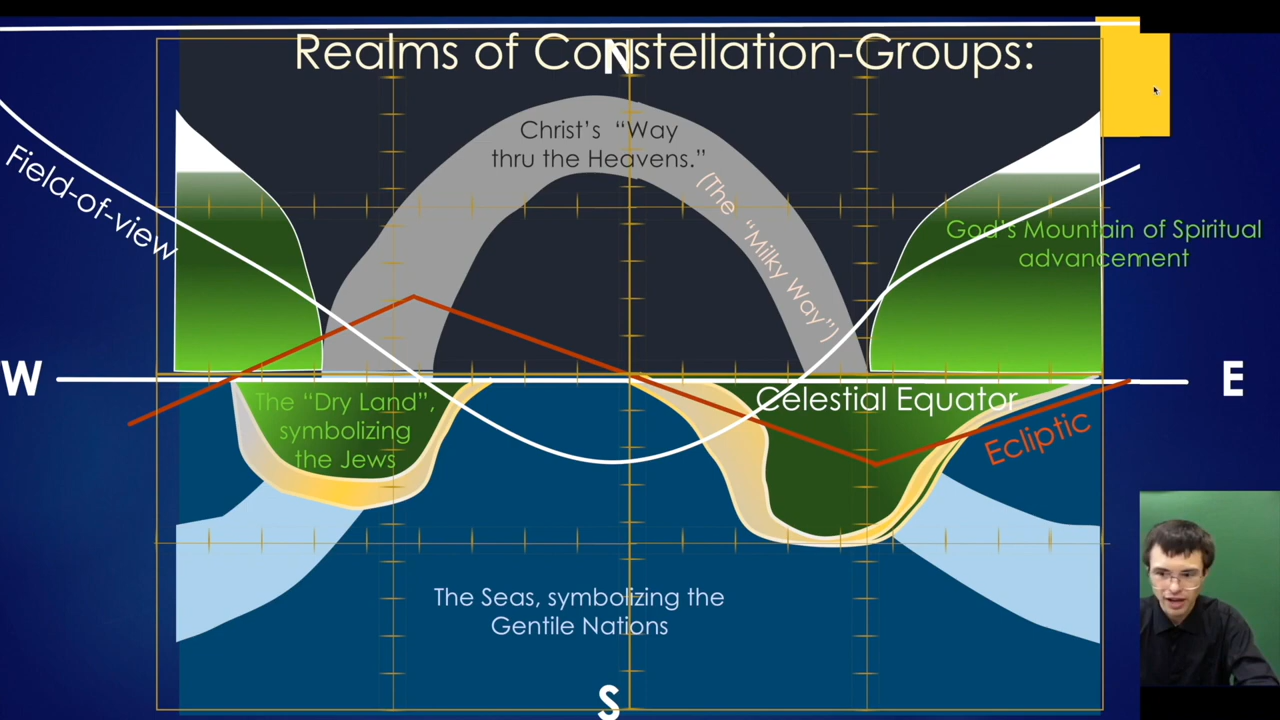 Realms of Constellation-Groups:
N
Christ's "Way
thru the Heavens."
(The "Milky Way")
Field-of-view
God's Mountain of Spiritual
advancement
W
E
The "Dry Land",
symbolizing
the Jews
Celestial Equator
Ecliptic
The Seas, symbolizing the
Gentile Nations
S